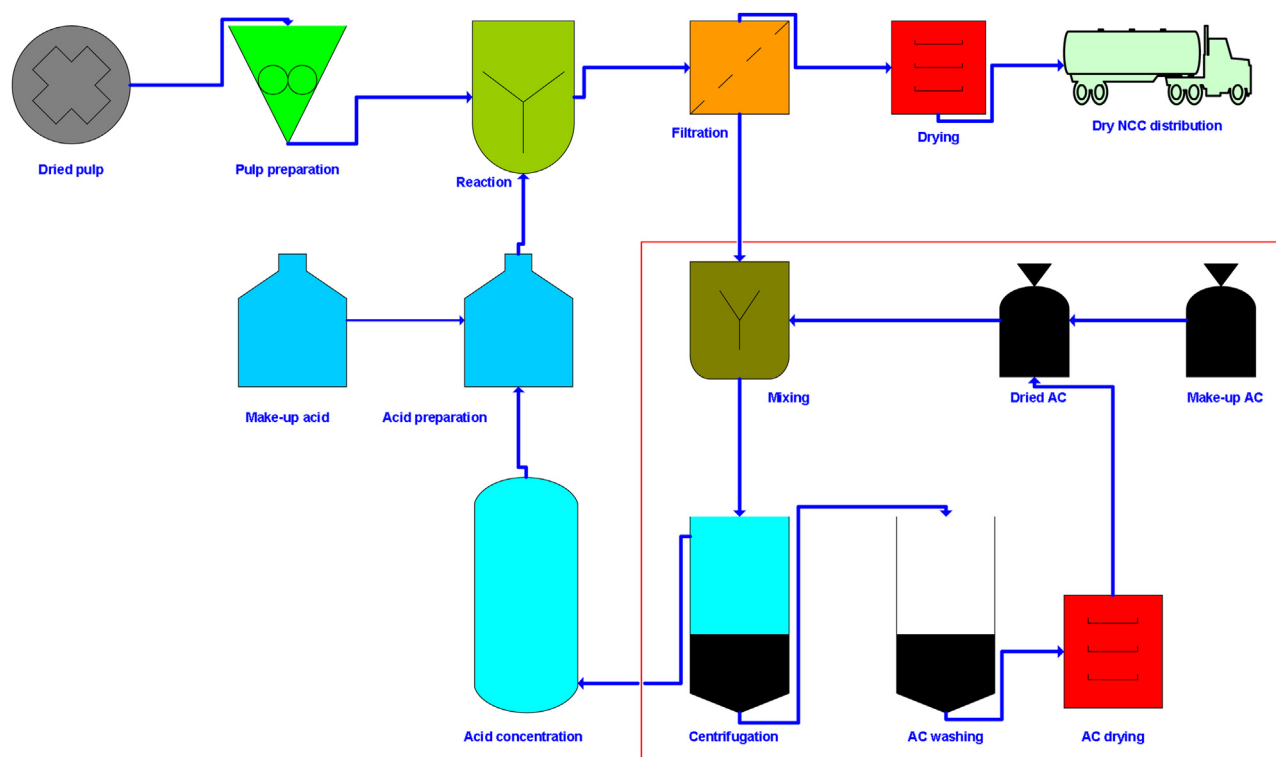 Dried pulp
Pulp preparation
Reaction
Filtration
Drying
Dry NCC distribution
Make-up acid
Acid preparation
Mixing
Dried AC
Make-up AC
Acid concentration
Centrifugation
AC washing
AC drying